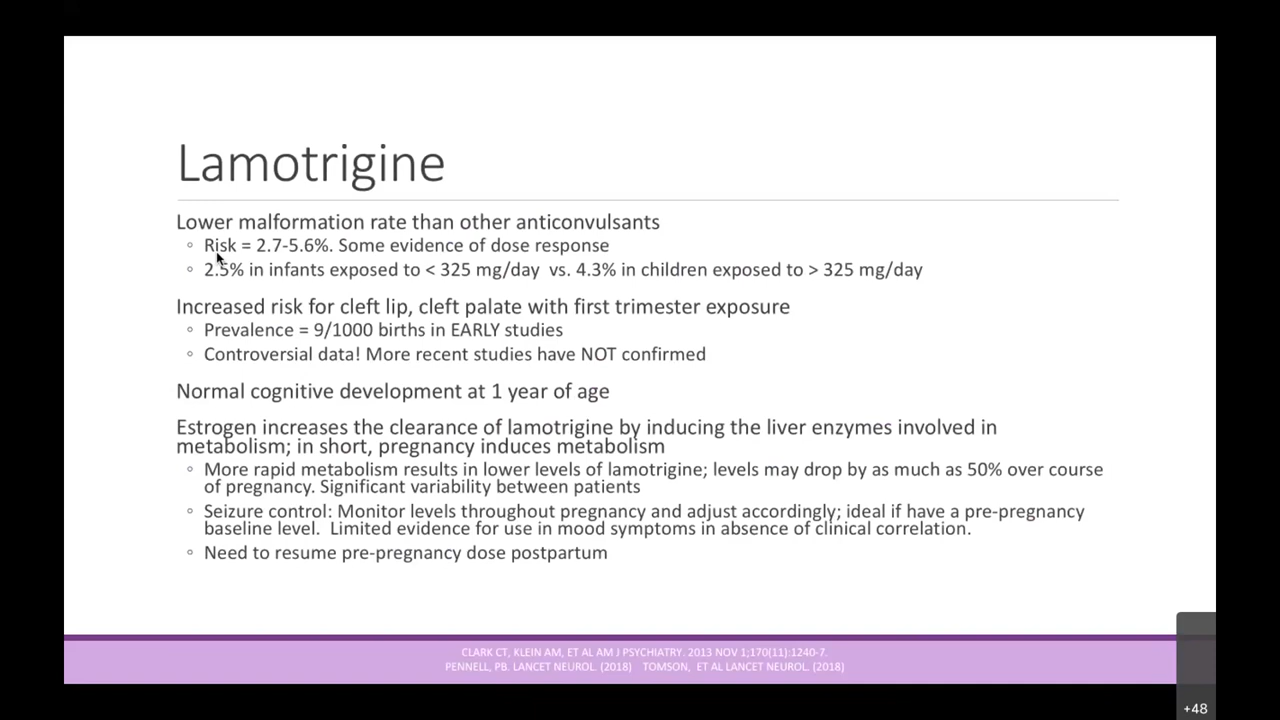 Lamotrigine
Lower malformation rate than other anticonvulsants
◦ Risk = 2.7-5.6%. Some evidence of dose response
◦ 2.5% in infants exposed to < 325 mg/day  vs. 4.3% in children exposed to > 325 mg/day
Increased risk for cleft lip, cleft palate with first trimester exposure
◦ Prevalence = 9/1000 births in EARLY studies
◦ Controversial data! More recent studies have NOT confirmed
Normal cognitive development at 1 year of age
Estrogen increases the clearance of lamotrigine by inducing the liver enzymes involved in
metabolism; in short, pregnancy induces metabolism
◦ More rapid metabolism results in lower levels of lamotrigine; levels may drop by as much as 50% over course
of pregnancy. Significant variability between patients
◦ Seizure control: Monitor levels throughout pregnancy and adjust accordingly; ideal if have a pre-pregnancy
baseline level.  Limited evidence for use in mood symptoms in absence of clinical correlation.
◦ Need to resume pre-pregnancy dose postpartum
CLARK CT, KLEIN AM, ET AL AM J PSYCHIATRY. 2013 NOV 1;170(11):1240-7.
PENNELL, PB. LANCET NEUROL. (2018)    TOMSON,  ET AL LANCET NEUROL. (2018)
+48